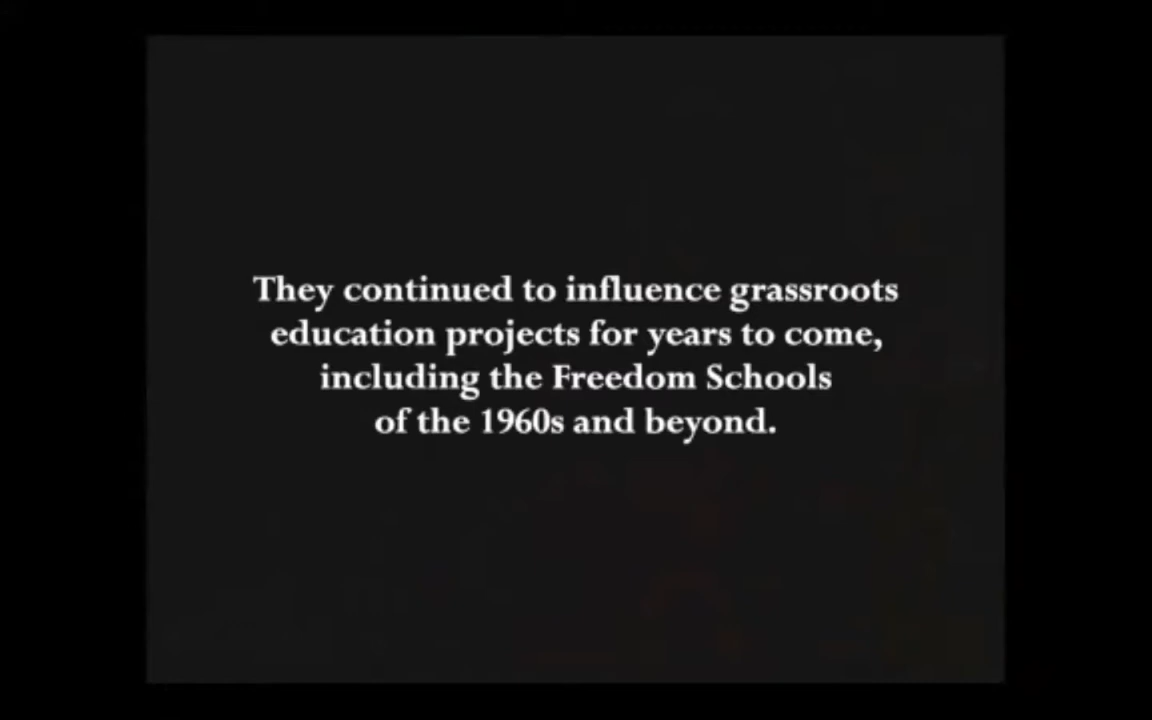 They continued to influence grassroots
education projects for years to come,
including the Freedom Schools
of the 1960s and beyond.